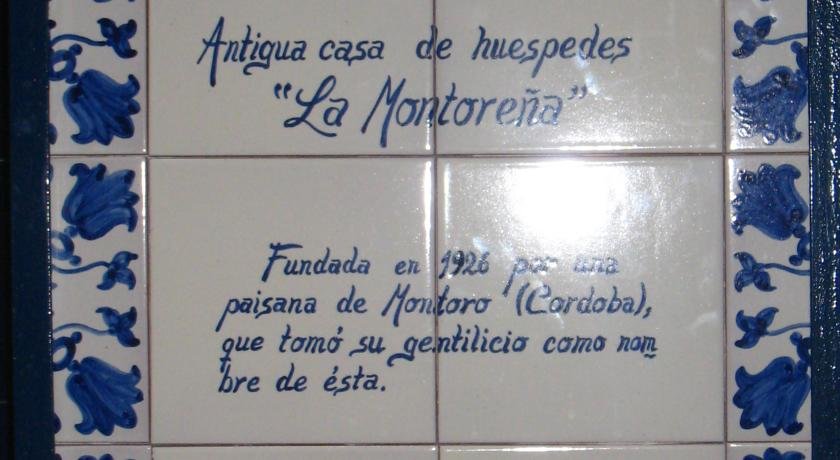 Antigua casa de huespedes
"La Montoreña"
Fundada en 1926 por una
paisana de Montoro (Cordoba),
que tomó su gentilicio como nom
bre de ésta.